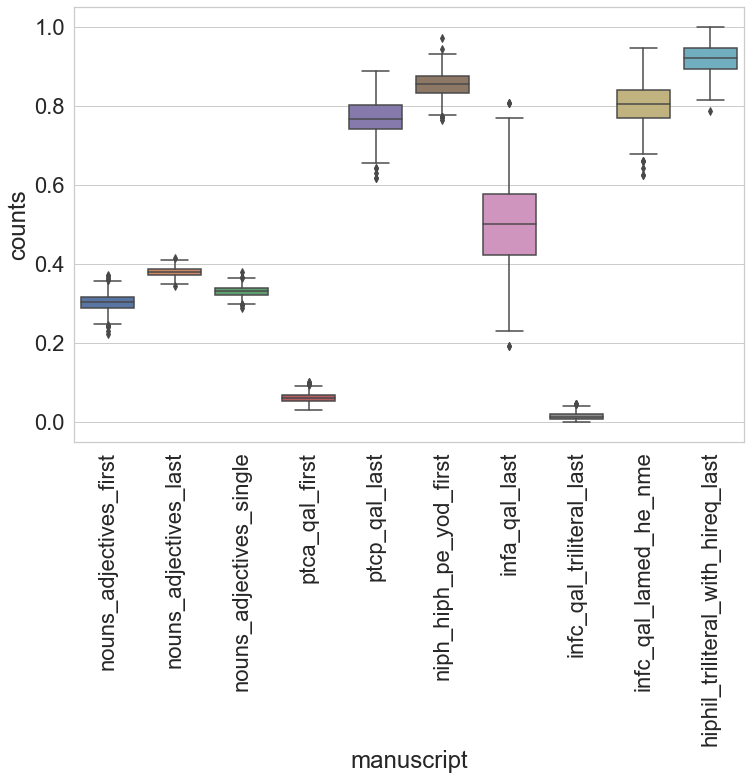 1.0
0.8
0.6
0.4
0.2
0.0
counts
nouns_adjectives_first
nouns_adjectives_last
nouns_adjectives_single
ptca_qal_first
ptcp_qal_last
niph_hiph_pe_yod_first
infa_qal_last
infc_qal_triliteral_last
infc_qal_lamed_he_nme
hiphil_triliteral_with_hireq_last
manuscript